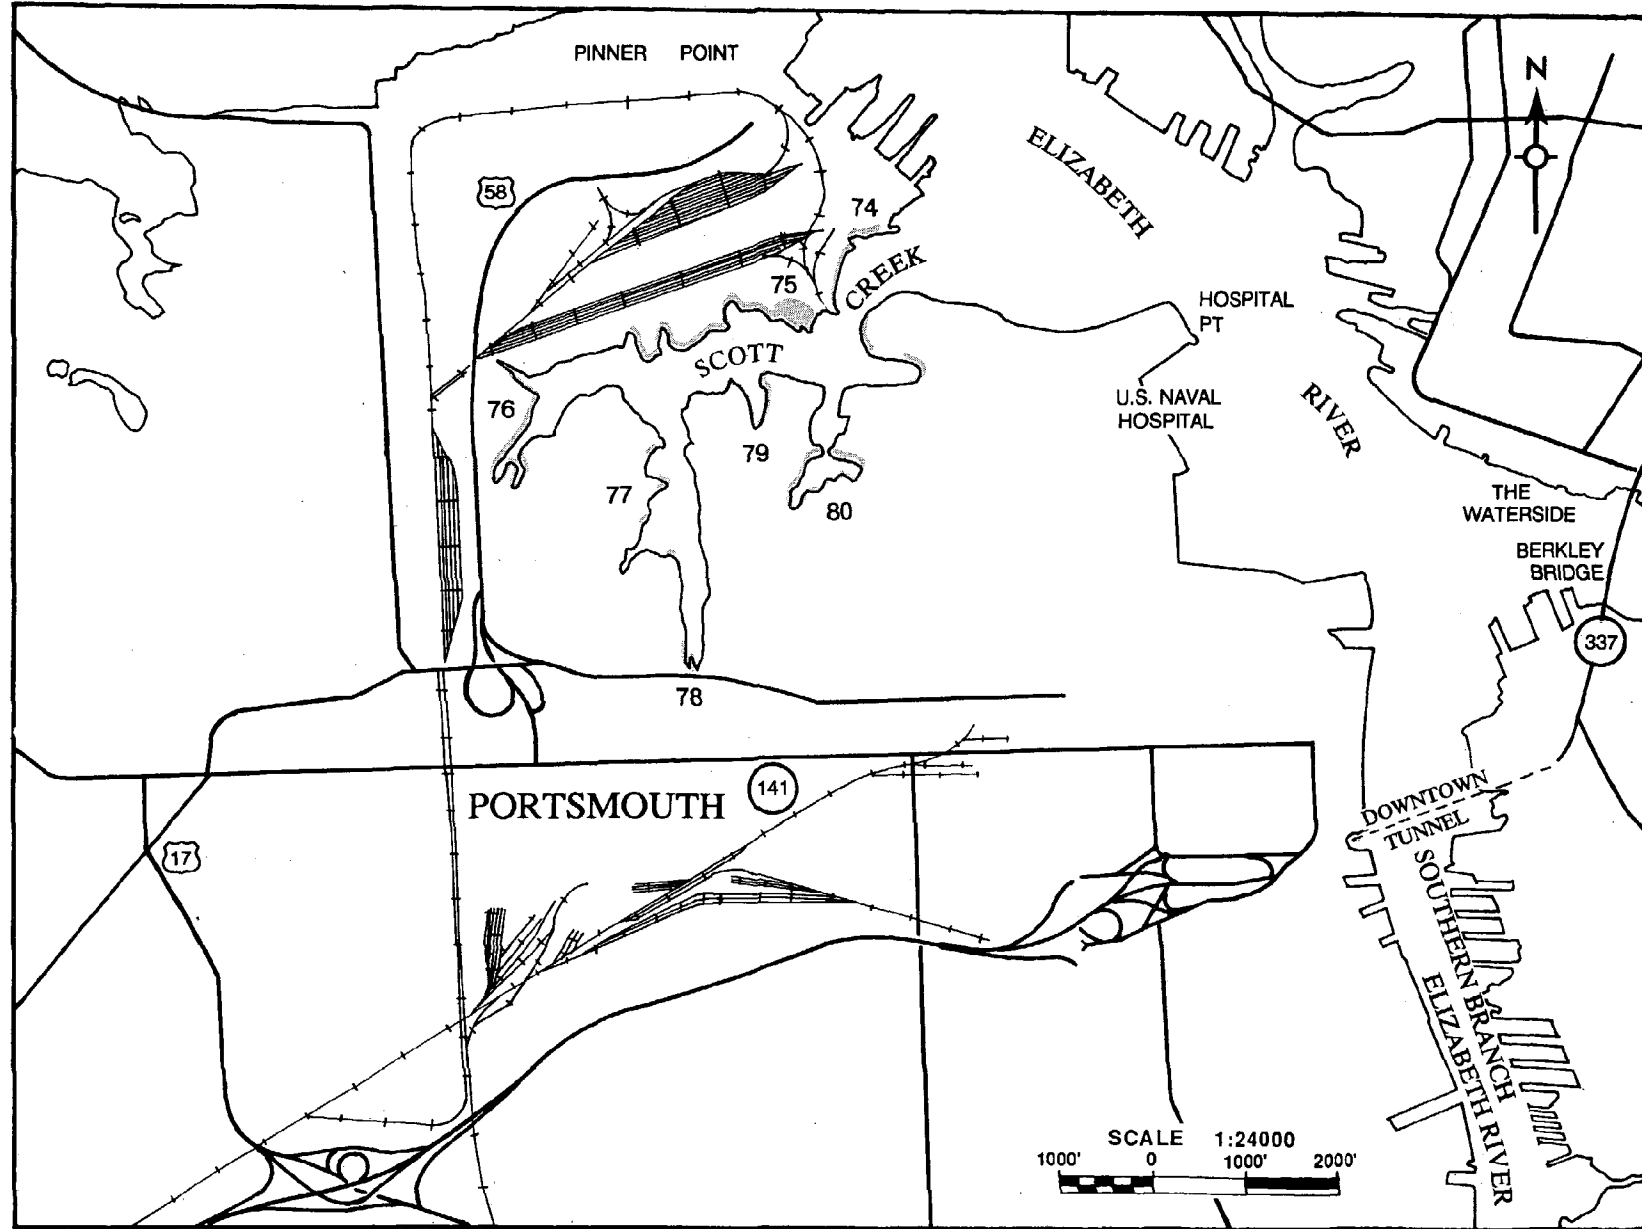 PINNER POINT
N
ELIZABETH
58
74
CREEK
75
HOSPITAL
PT
SCOTT
76
U.S. NAVAL
HOSPITAL
RIVER
79
77
80
THE
WATERSIDE
BERKLEY
BRIDGE
337
78
PORTSMOUTH
141
DOWNTOWN
TUNNEL
17
SOUTHERN BRANCH
ELIZABETH RIVER
SCALE 1:24000
1000' 0 1000' 2000'